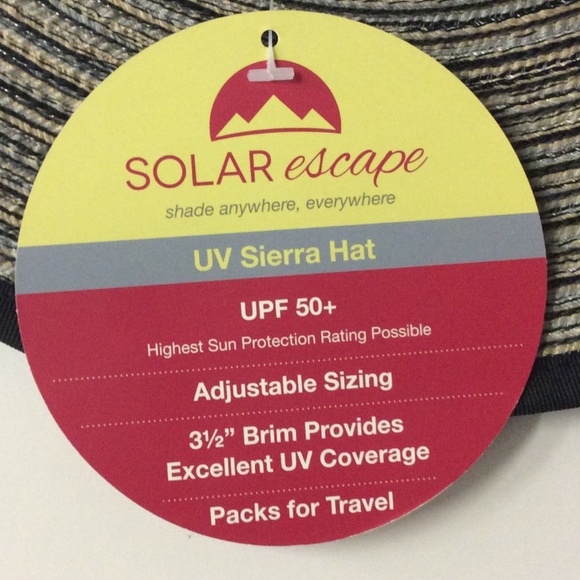 SOLAR escape
shade anywhere, everywhere
UV Sierra Hat
UPF 50+
Highest Sun Protection Rating Possible
Adjustable Sizing
3½” Brim Provides
Excellent UV Coverage
Packs for Travel